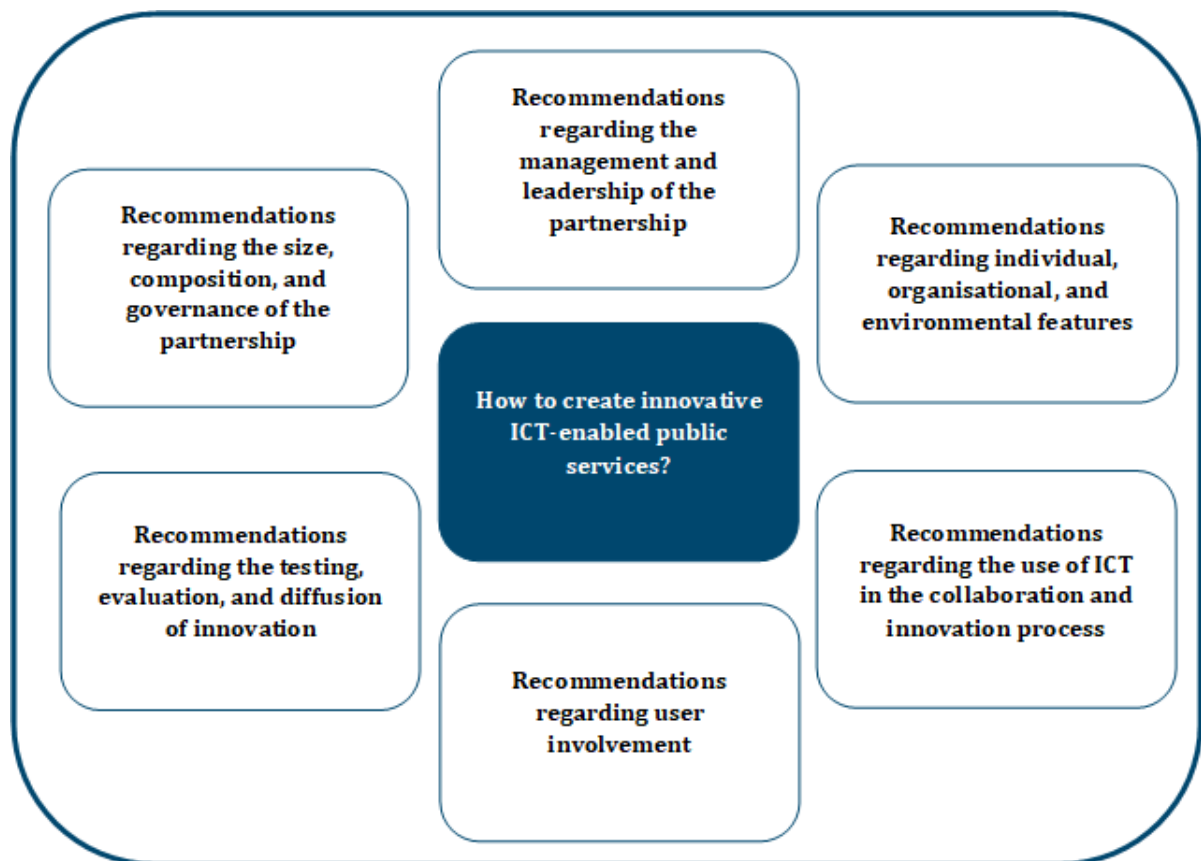 Recommendations
regarding the
management and
leadership of the
partnership
Recommendations
regarding the size,
composition, and
governance of the
partnership
Recommendations
regarding individual,
organisational, and
environmental features
How to create innovative
ICT-enabled public
services?
Recommendations
regarding the testing,
evaluation, and diffusion
of innovation
Recommendations
regarding the use of ICT
in the collaboration and
innovation process
Recommendations
regarding user
involvement